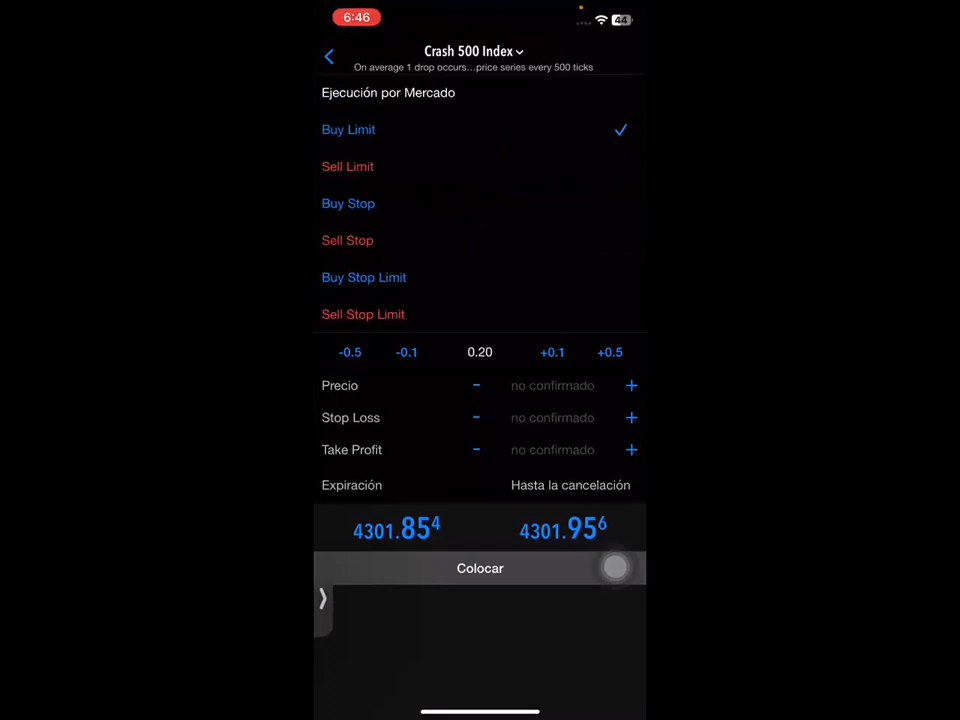 6:46
44
Crash 500 Index
On average 1 drop occurs...price series every 500 ticks
Ejecución por Mercado
Buy Limit
Sell Limit
Buy Stop
Sell Stop
Buy Stop Limit
Sell Stop Limit
-0.5 -0.1 0.20 +0.1 +0.5
Precio - no confirmado +
Stop Loss - no confirmado +
Take Profit - no confirmado +
Expiración Hasta la cancelación
4301.854 4301.956
Colocar